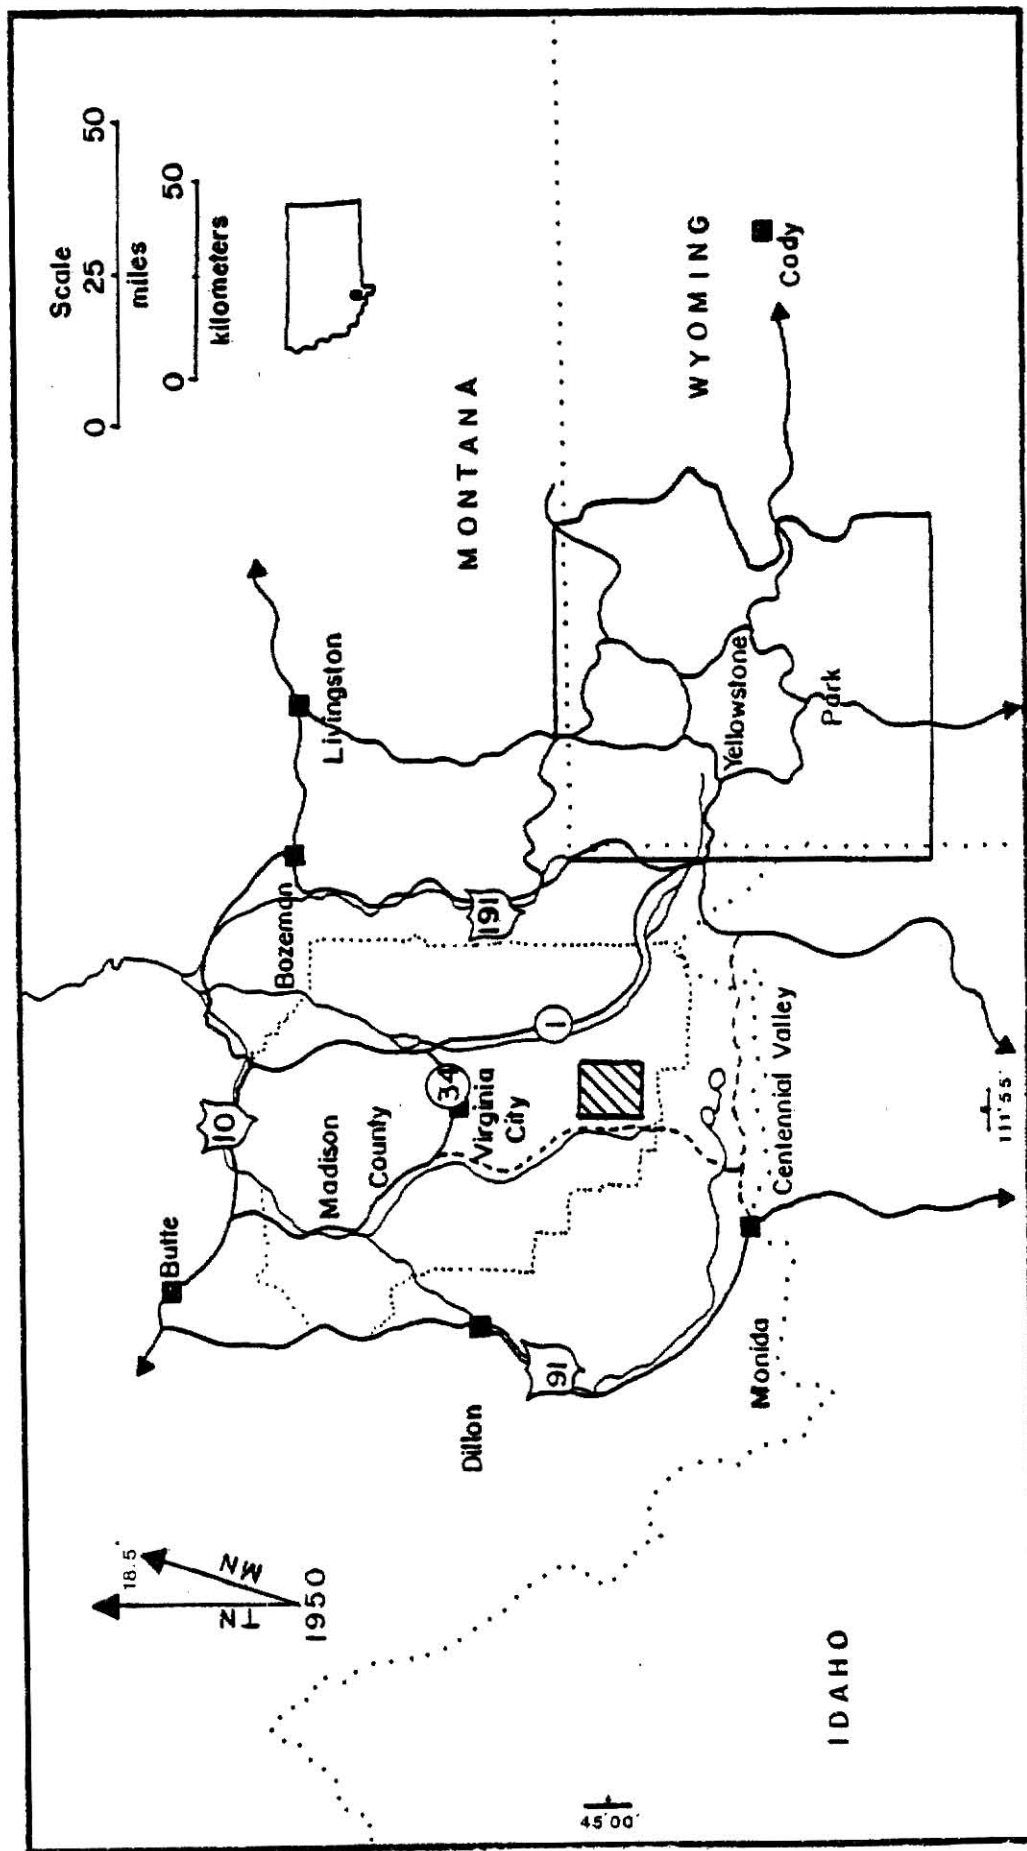 Scale
0 25 50
miles
0 50
kilometers
TN
MN
18.5
1950
Butte
10
Bozeman
Livingston
Madison
County
34
Virginia
City
191
1
Dillon
91
MONTANA
WYOMING
Cody
Yellowstone
Park
Centennial Valley
Monida
IDAHO
45°00'
111°55'